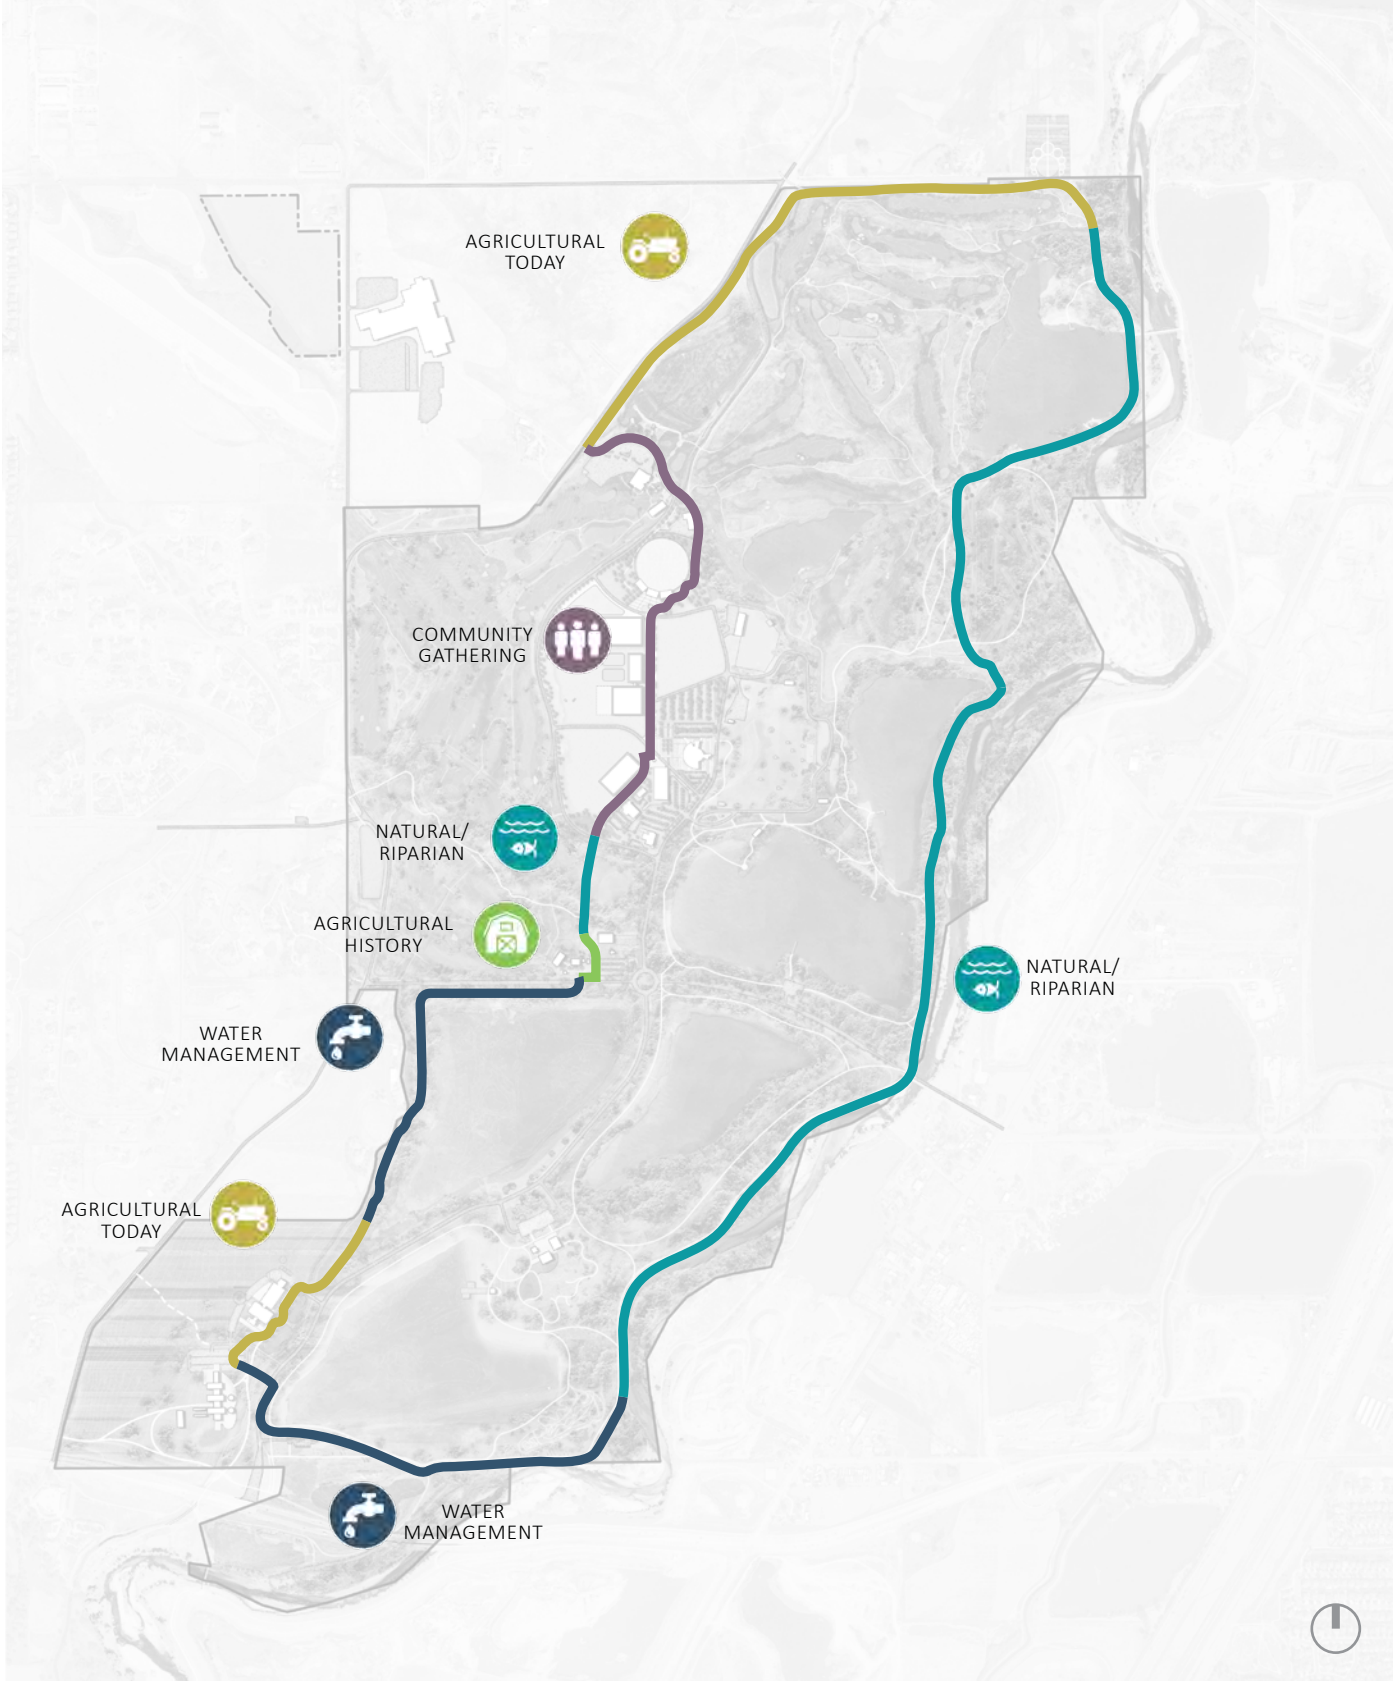 AGRICULTURAL
TODAY
COMMUNITY
GATHERING
NATURAL/
RIPARIAN
AGRICULTURAL
HISTORY
NATURAL/
RIPARIAN
WATER
MANAGEMENT
AGRICULTURAL
TODAY
WATER
MANAGEMENT